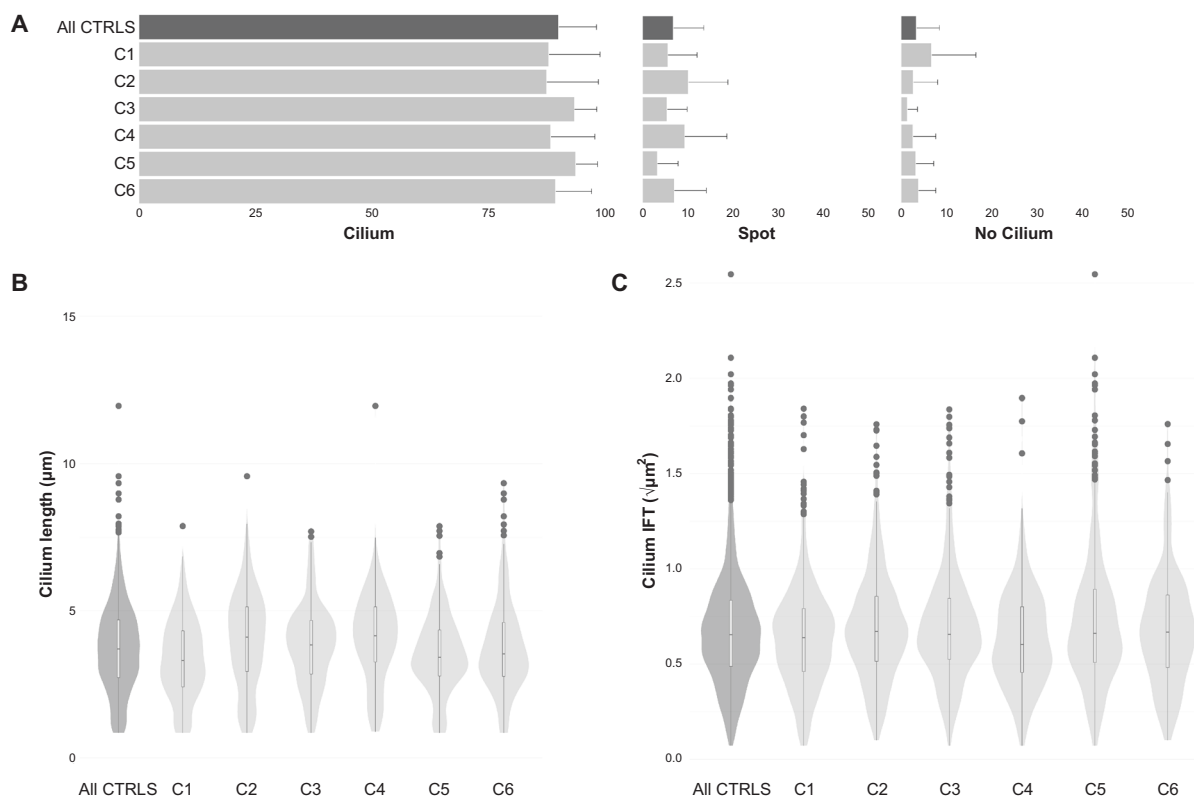 A
All CTRLS
C1
C2
C3
C4
C5
C6
0 25 50 75 100
Cilium
0 10 20 30 40 50
Spot
0 10 20 30 40 50
No Cilium
B
Cilium length (µm)
15
10
5
0
All CTRLS C1 C2 C3 C4 C5 C6
C
Cilium IFT (√µm²)
2.5
2.0
1.5
1.0
0.5
0.0
All CTRLS C1 C2 C3 C4 C5 C6